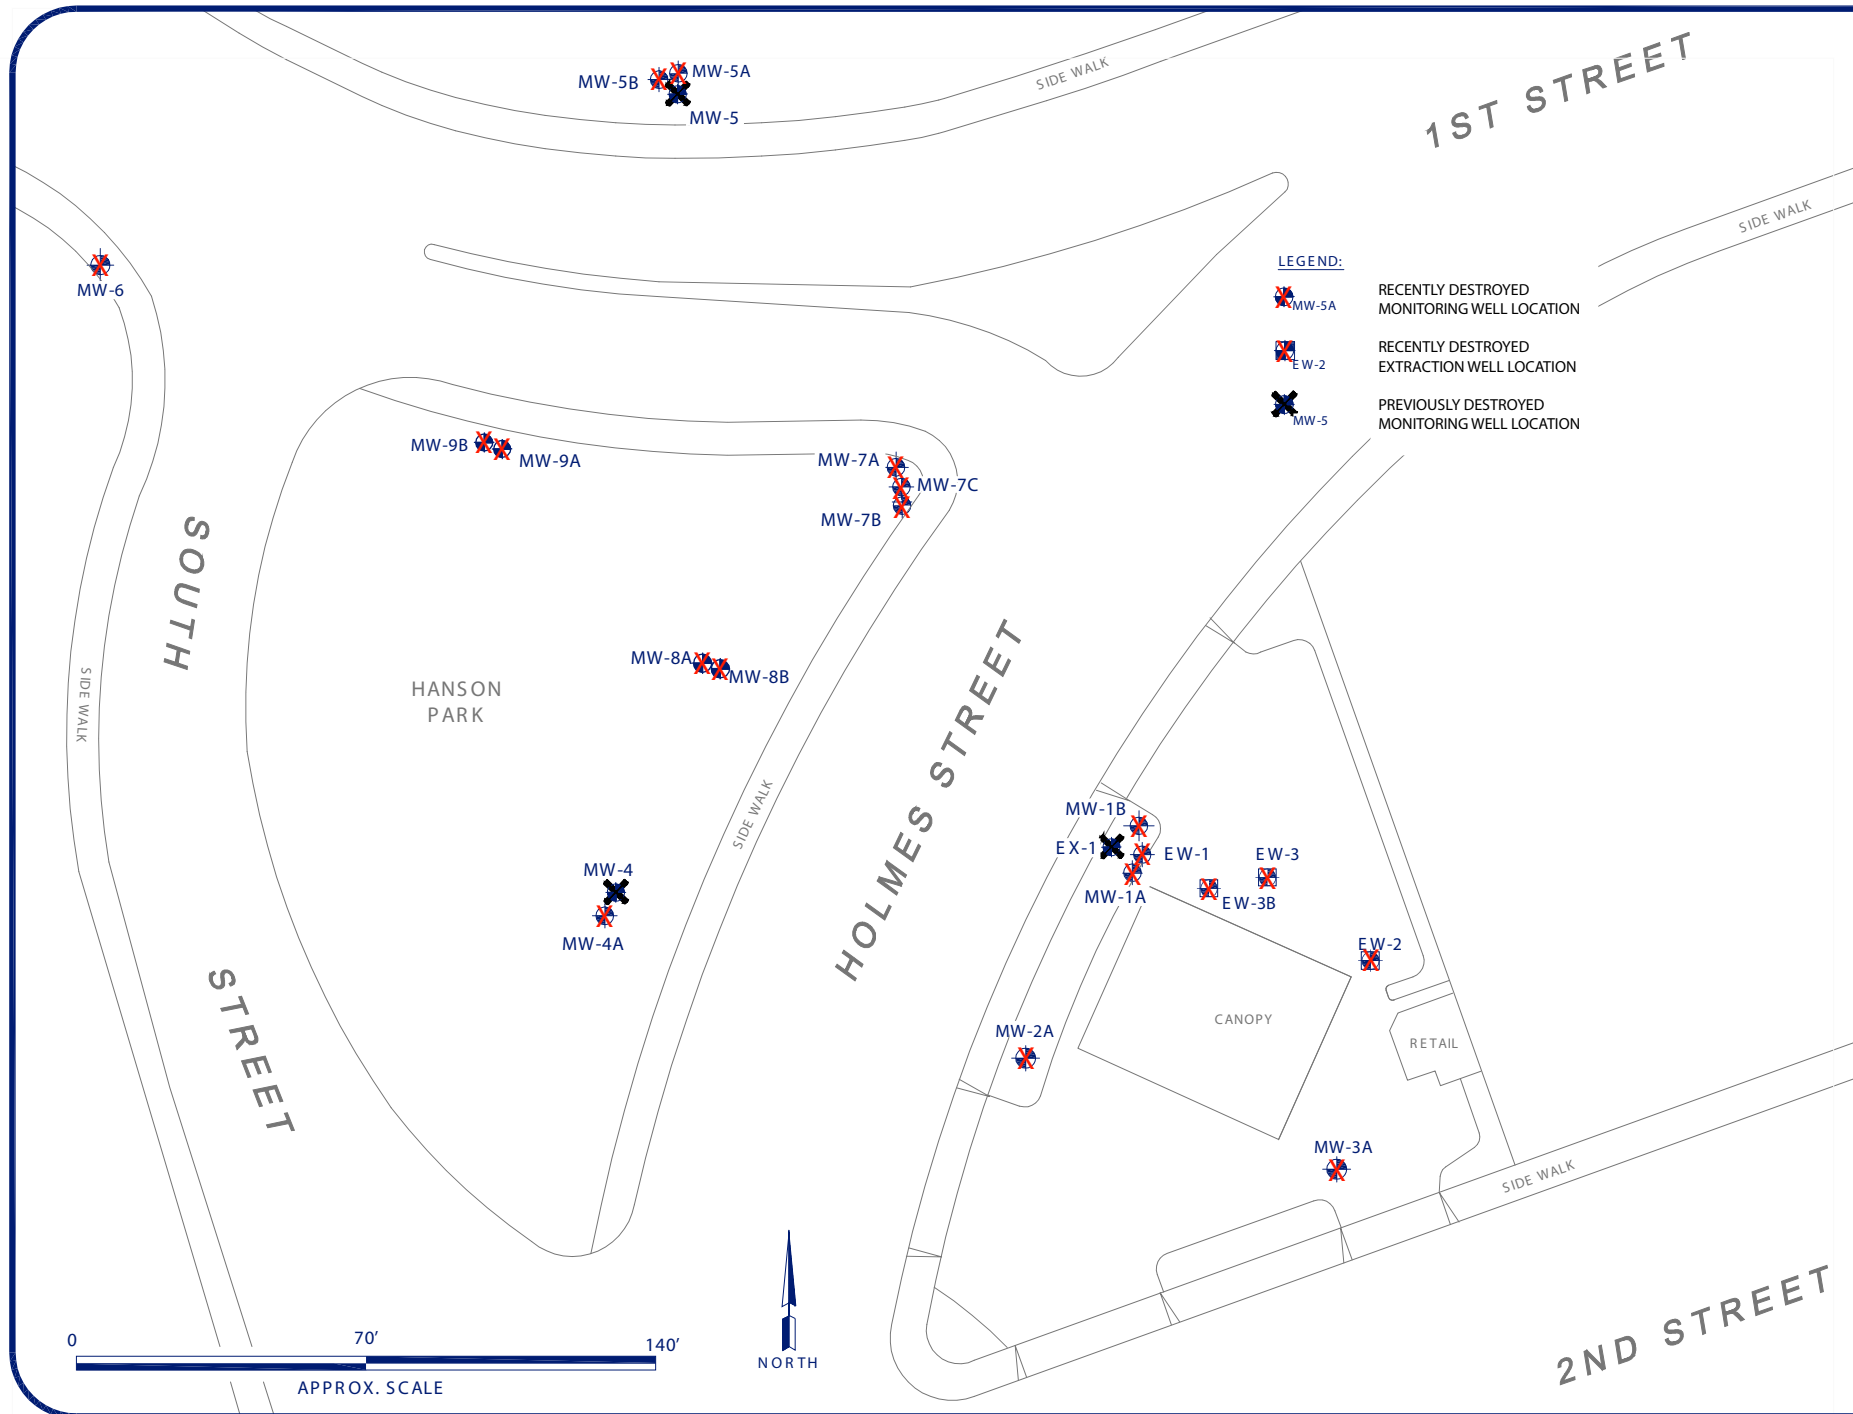 MW-5A
MW-5B
MW-5
SIDE WALK
1ST STREET
SIDE WALK
MW-6
LEGEND:
MW-5A
RECENTLY DESTROYED
MONITORING WELL LOCATION
EW-2
RECENTLY DESTROYED
EXTRACTION WELL LOCATION
MW-5
PREVIOUSLY DESTROYED
MONITORING WELL LOCATION
MW-9B
MW-9A
MW-7A
MW-7C
MW-7B
SOUTH
STREET
SIDE WALK
HANSON
PARK
MW-8A
MW-8B
HOLMES STREET
SIDE WALK
MW-4
MW-4A
MW-1B
EX-1
EW-1
EW-3
MW-1A
EW-3B
EW-2
MW-2A
CANOPY
RETAIL
MW-3A
SIDE WALK
2ND STREET
0
70’
140’
APPROX. SCALE
NORTH